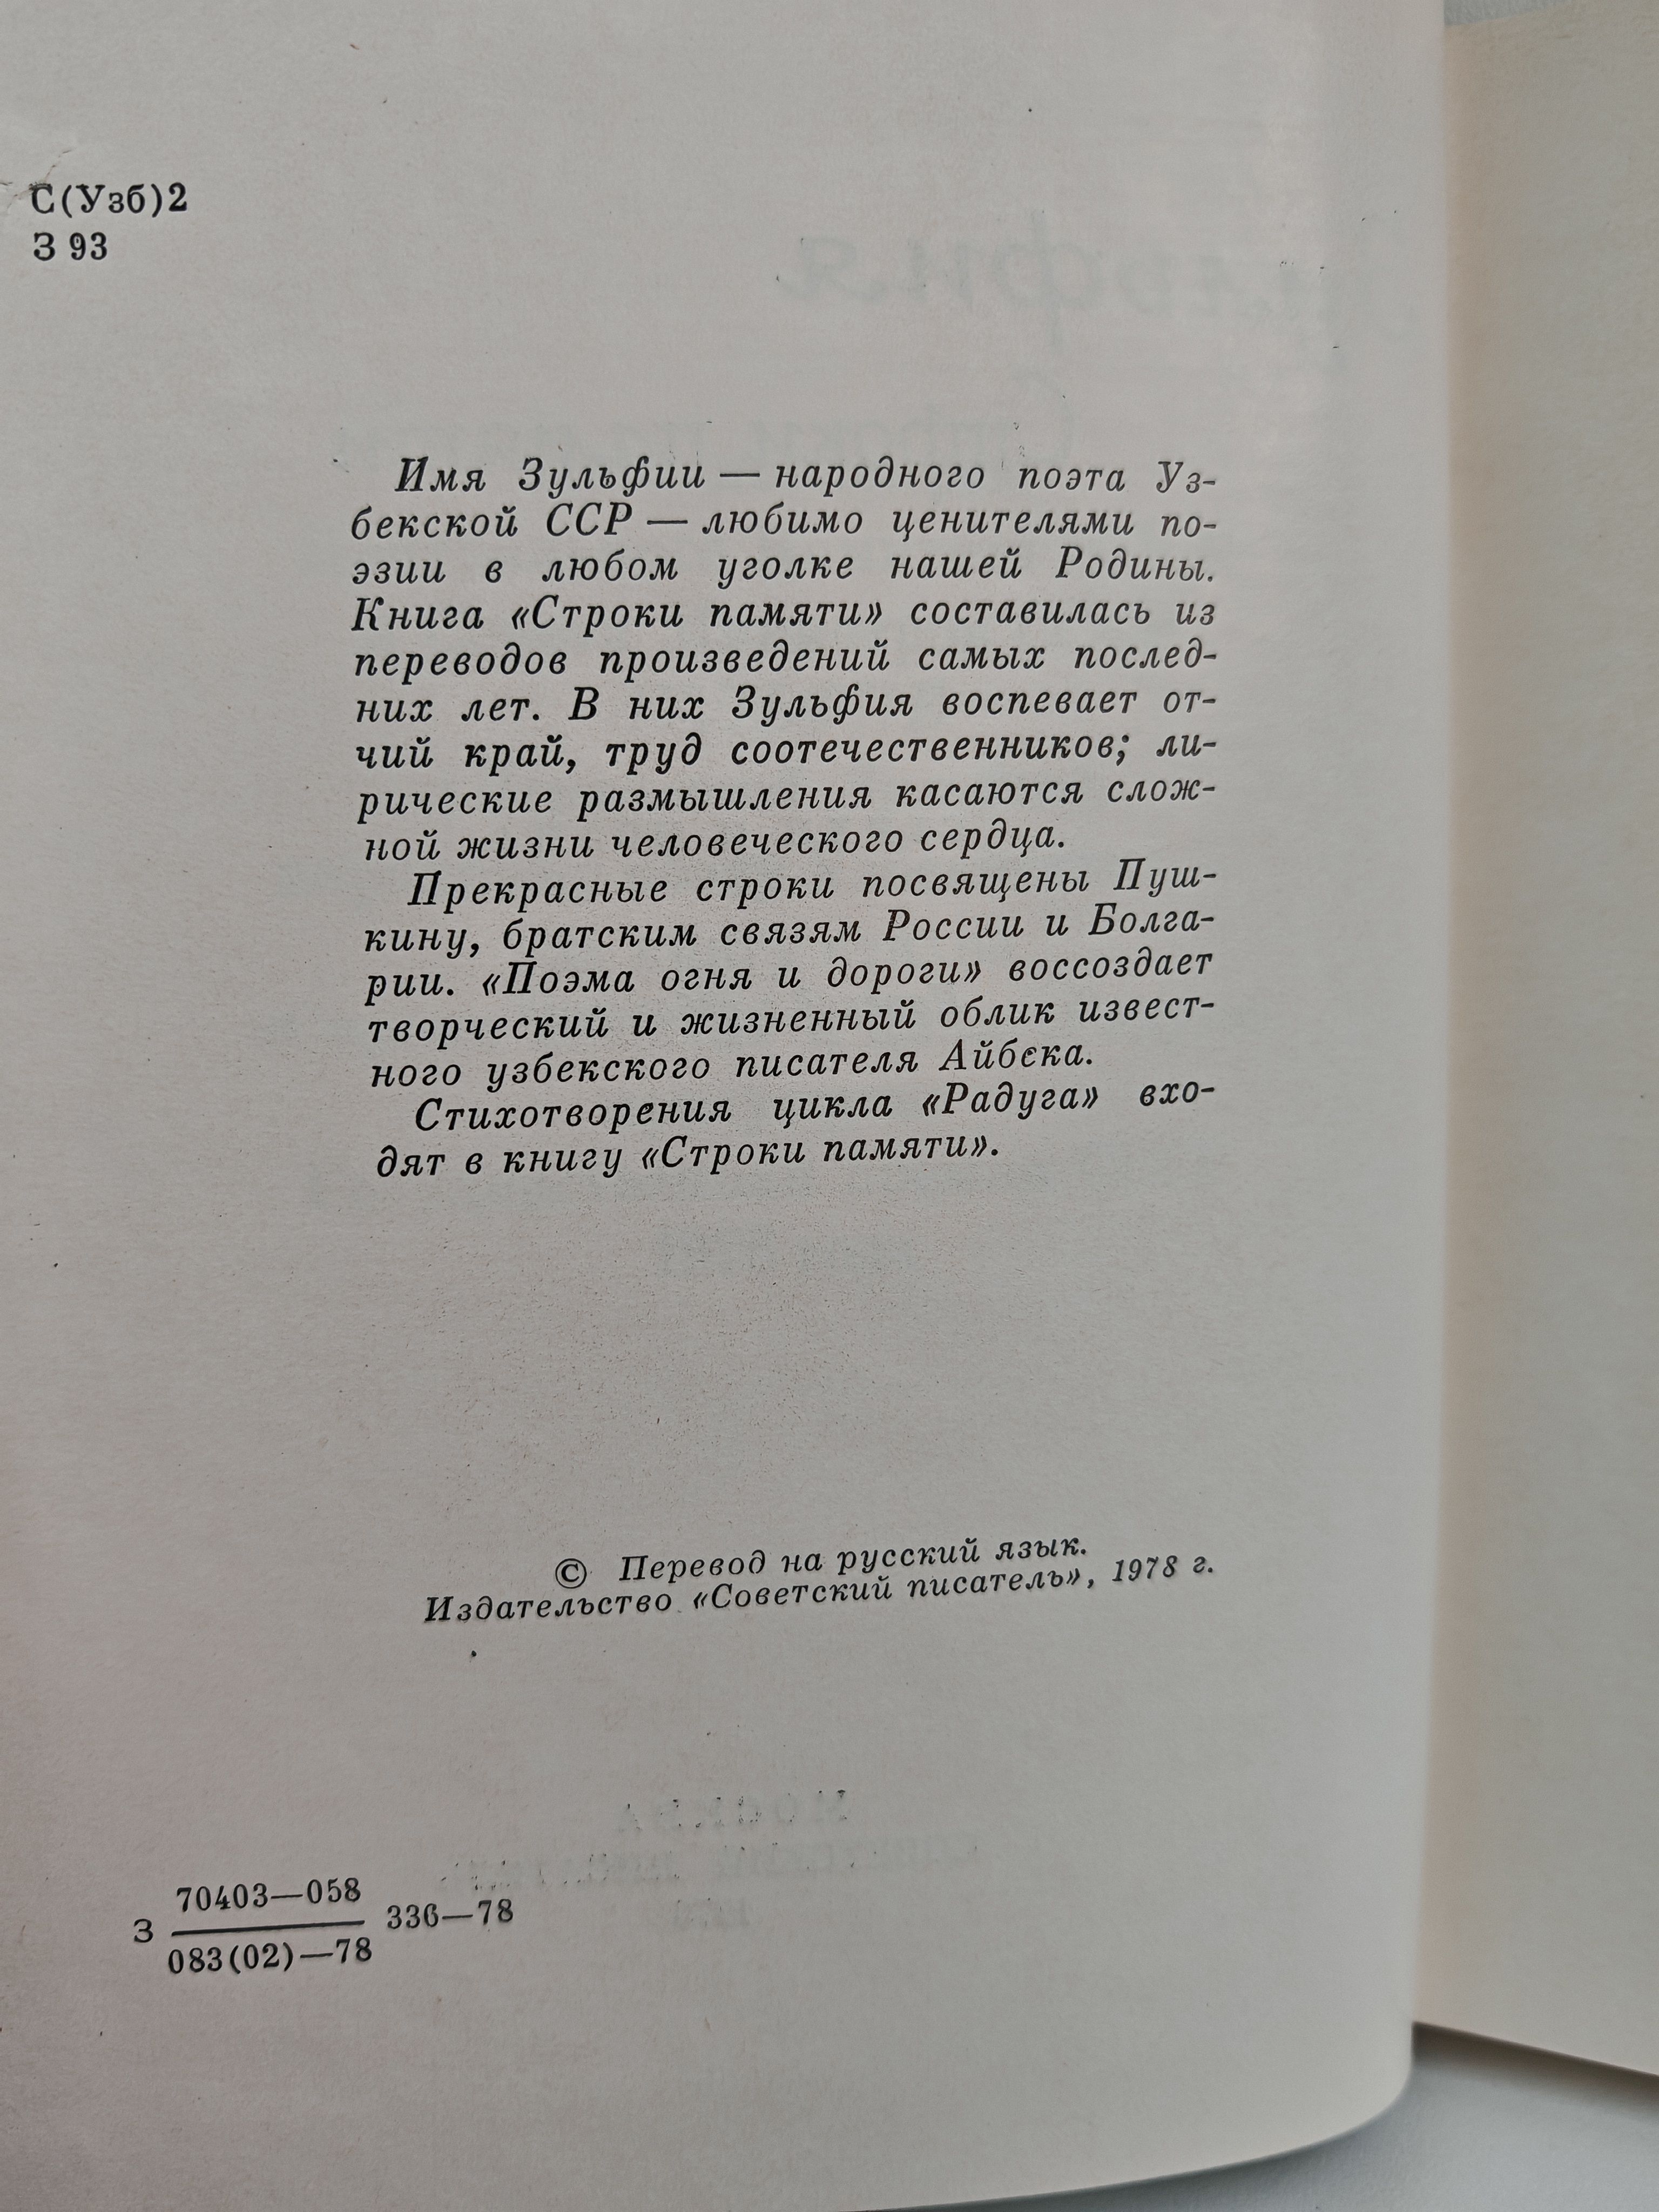 С(Узб)2
З 93
Имя Зульфии — народного поэта Уз-
бекской ССР — любимо ценителями по-
эзии в любом уголке нашей Родины.
Книга «Строки памяти» составилась из
переводов произведений самых послед-
них лет. В них Зульфия воспевает от-
чий край, труд соотечественников; ли-
рические размышления касаются слож-
ной жизни человеческого сердца.
Прекрасные строки посвящены Пуш-
кину, братским связям России и Болга-
рии. «Поэма огня и дороги» воссоздает
творческий и жизненный облик извест-
ного узбекского писателя Айбека.
Стихотворения цикла «Радуга» вхо-
дят в книгу «Строки памяти».
© Перевод на русский язык.
Издательство «Советский писатель», 1978 г.
70403—058
З 336—78
083(02)—78